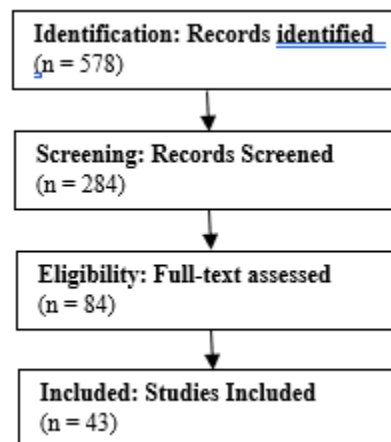 Identification: Records identified
(n = 578)
Screening: Records Screened
(n = 284)
Eligibility: Full-text assessed
(n = 84)
Included: Studies Included
(n = 43)